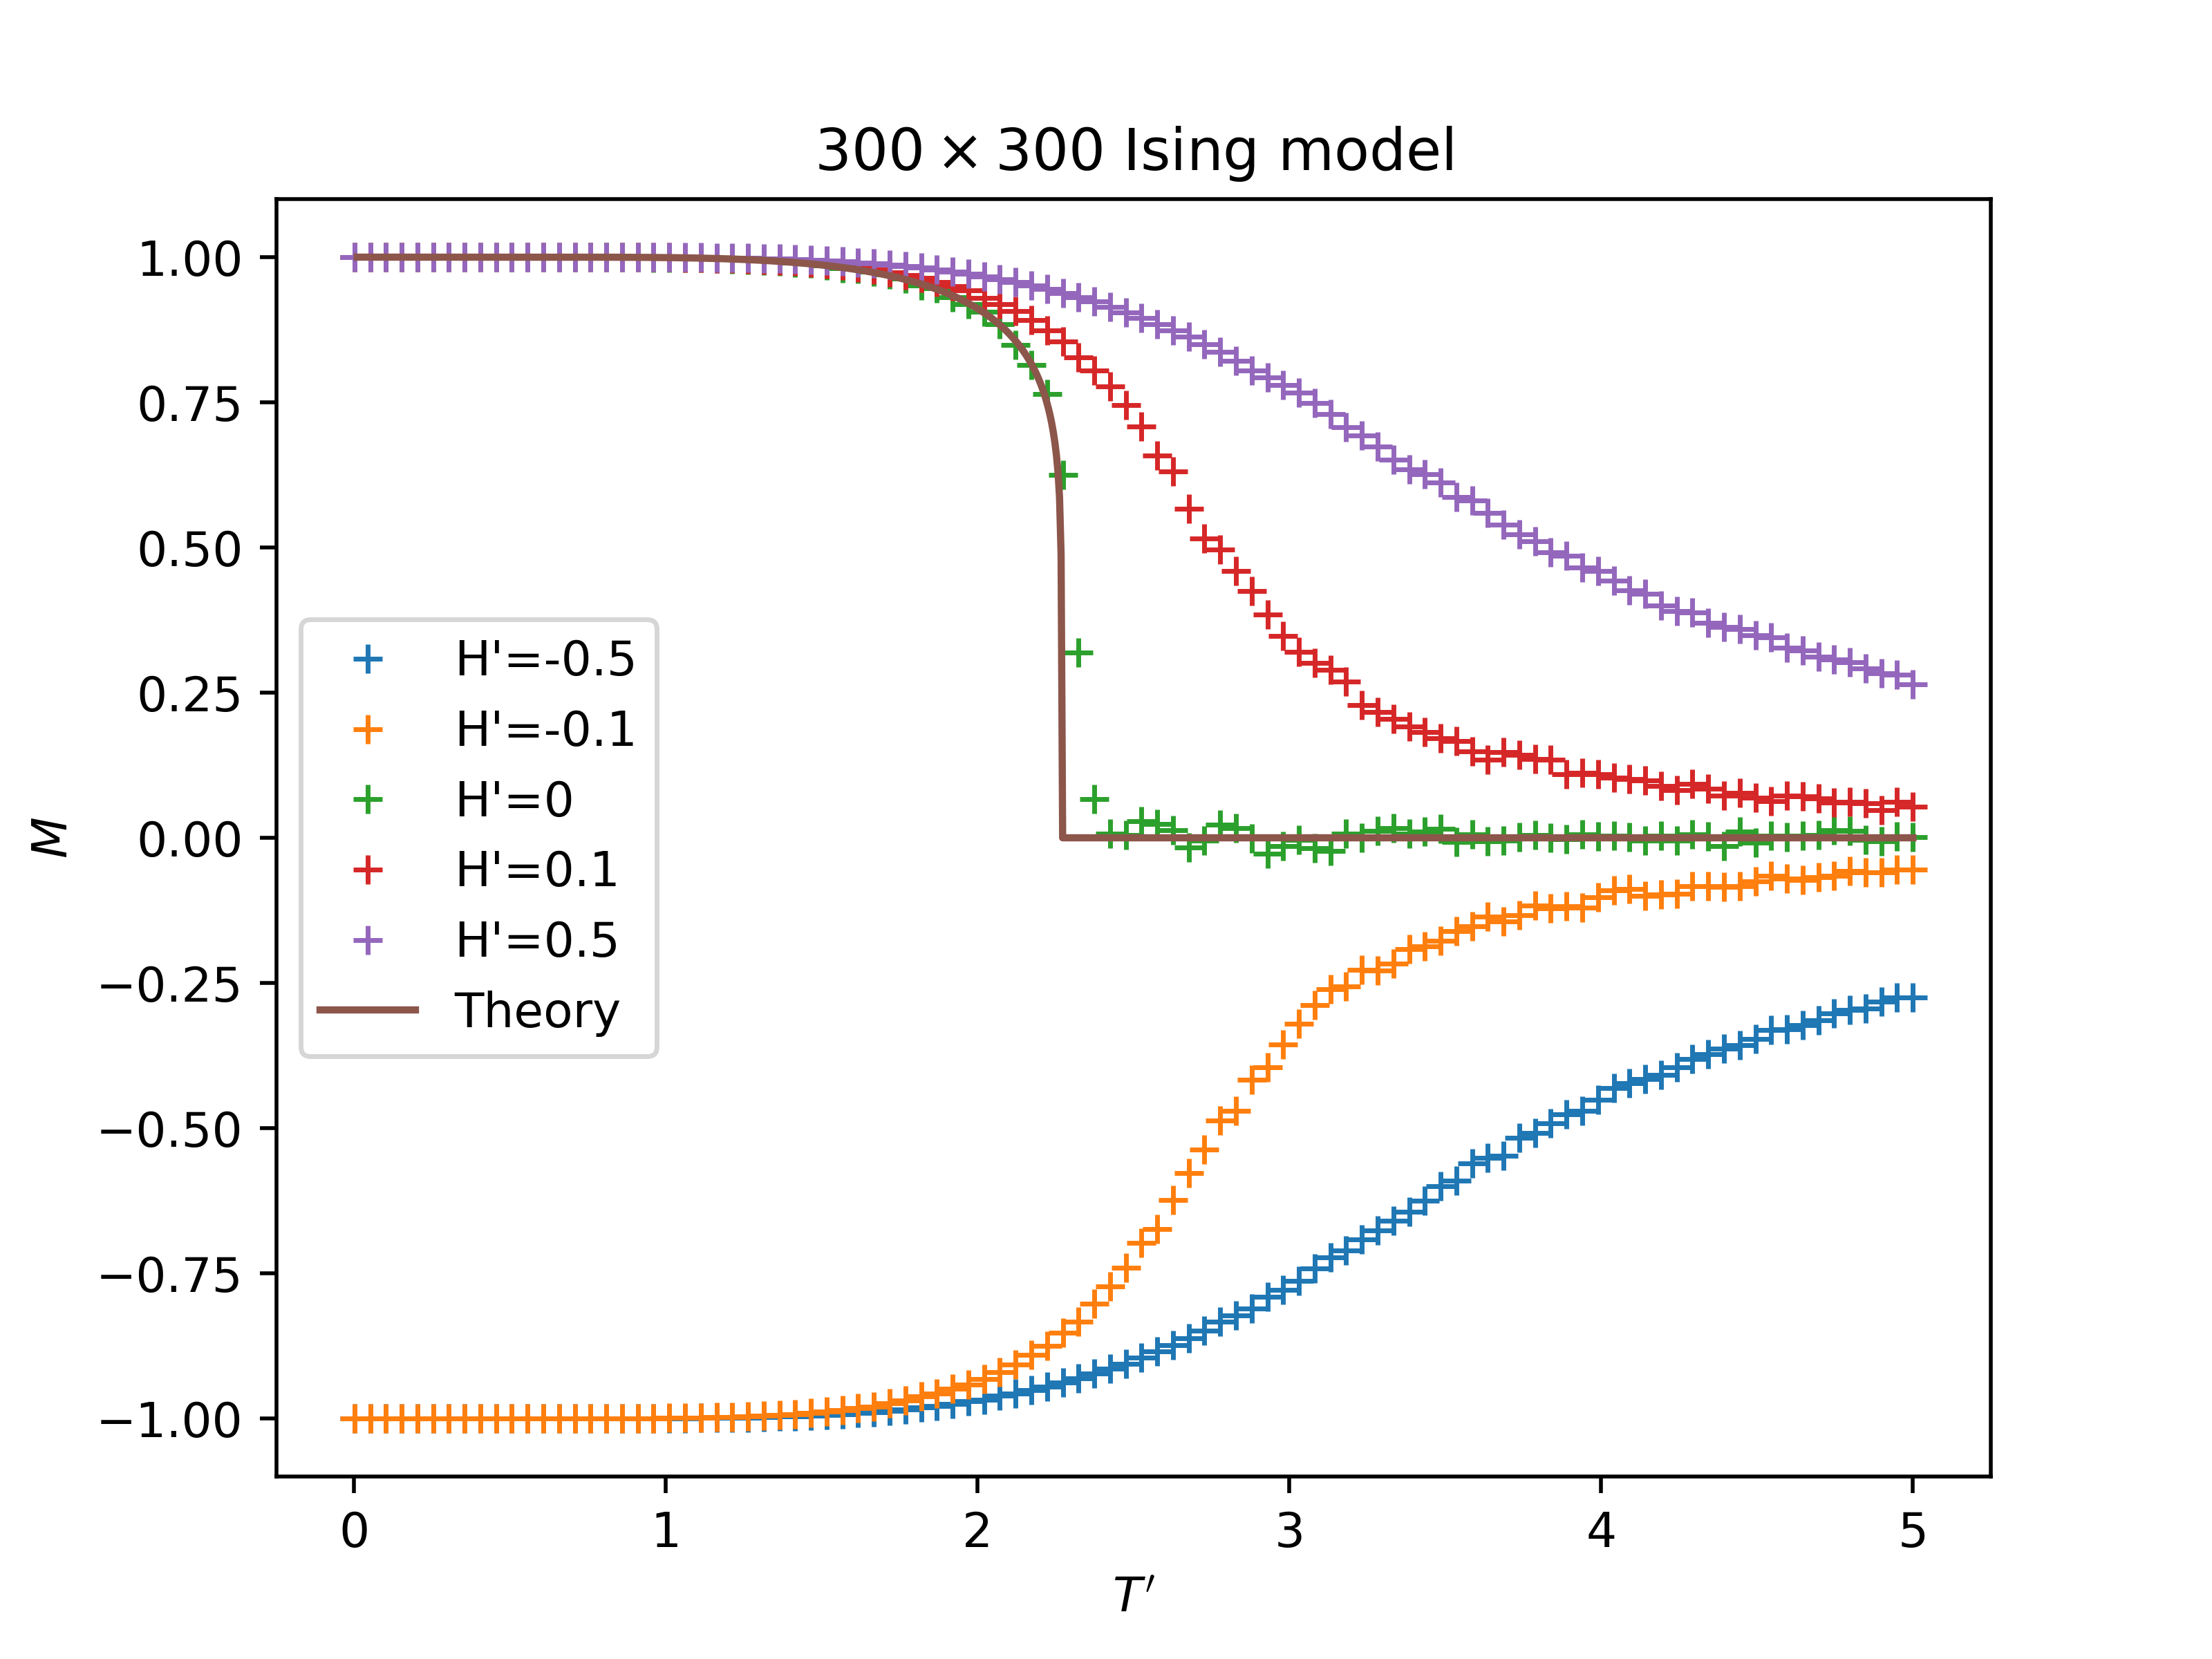 300 × 300 Ising model
1.00
0.75
0.50
0.25
0.00
−0.25
−0.50
−0.75
−1.00
M
H'=-0.5
H'=-0.1
H'=0
H'=0.1
H'=0.5
Theory
0 1 2 3 4 5
T′